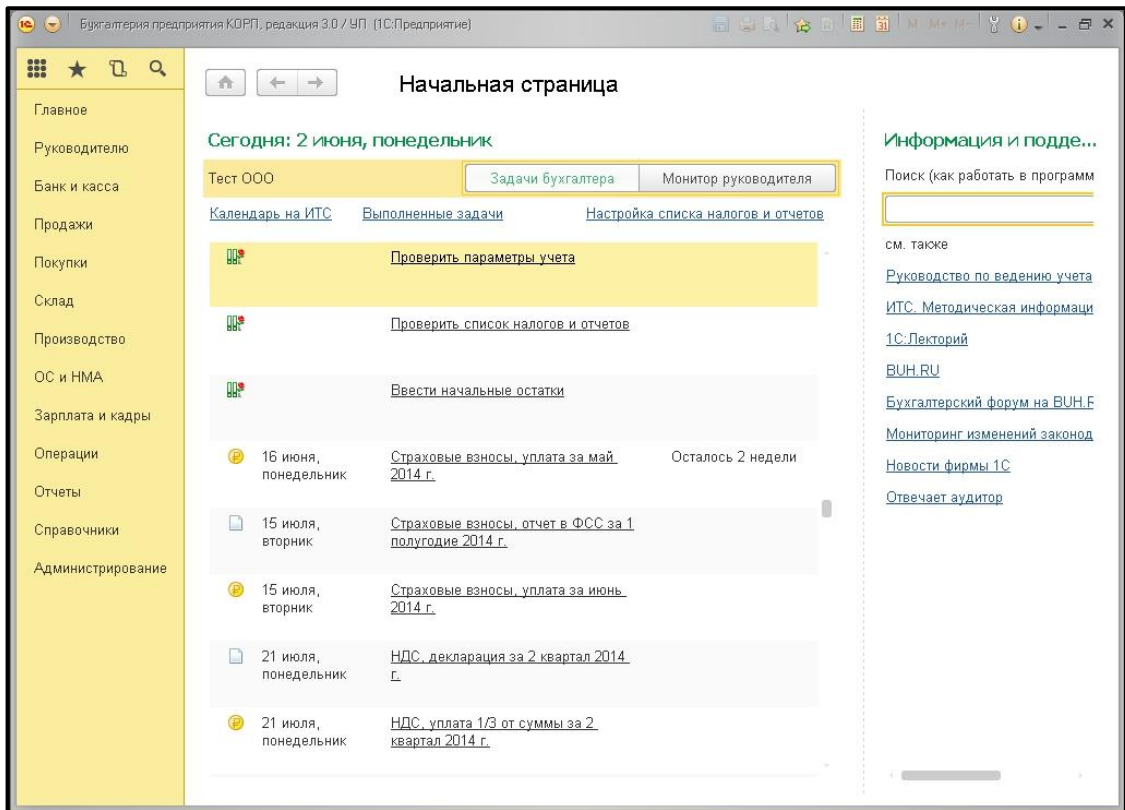 1С Бухгалтерия предприятия КОРП, редакция 3.0 / УП (1С:Предприятие)
M M+ M-
Главное
Руководителю
Банк и касса
Продажи
Покупки
Склад
Производство
ОС и НМА
Зарплата и кадры
Операции
Отчеты
Справочники
Администрирование
Начальная страница
Сегодня: 2 июня, понедельник
Тест ООО Задачи бухгалтера Монитор руководителя
Календарь на ИТС Выполненные задачи Настройка списка налогов и отчетов
Проверить параметры учета
Проверить список налогов и отчетов
Ввести начальные остатки
16 июня, Страховые взносы, уплата за май Осталось 2 недели
понедельник 2014 г.
15 июля, Страховые взносы, отчет в ФСС за 1
вторник полугодие 2014 г.
15 июля, Страховые взносы, уплата за июнь
вторник 2014 г.
21 июля, НДС, декларация за 2 квартал 2014
понедельник г.
21 июля, НДС, уплата 1/3 от суммы за 2
понедельник квартал 2014 г.
Информация и подде...
Поиск (как работать в программ
см. также
Руководство по ведению учета
ИТС. Методическая информаци
1С:Лекторий
BUH.RU
Бухгалтерский форум на BUH.R
Мониторинг изменений законод
Новости фирмы 1С
Отвечает аудитор